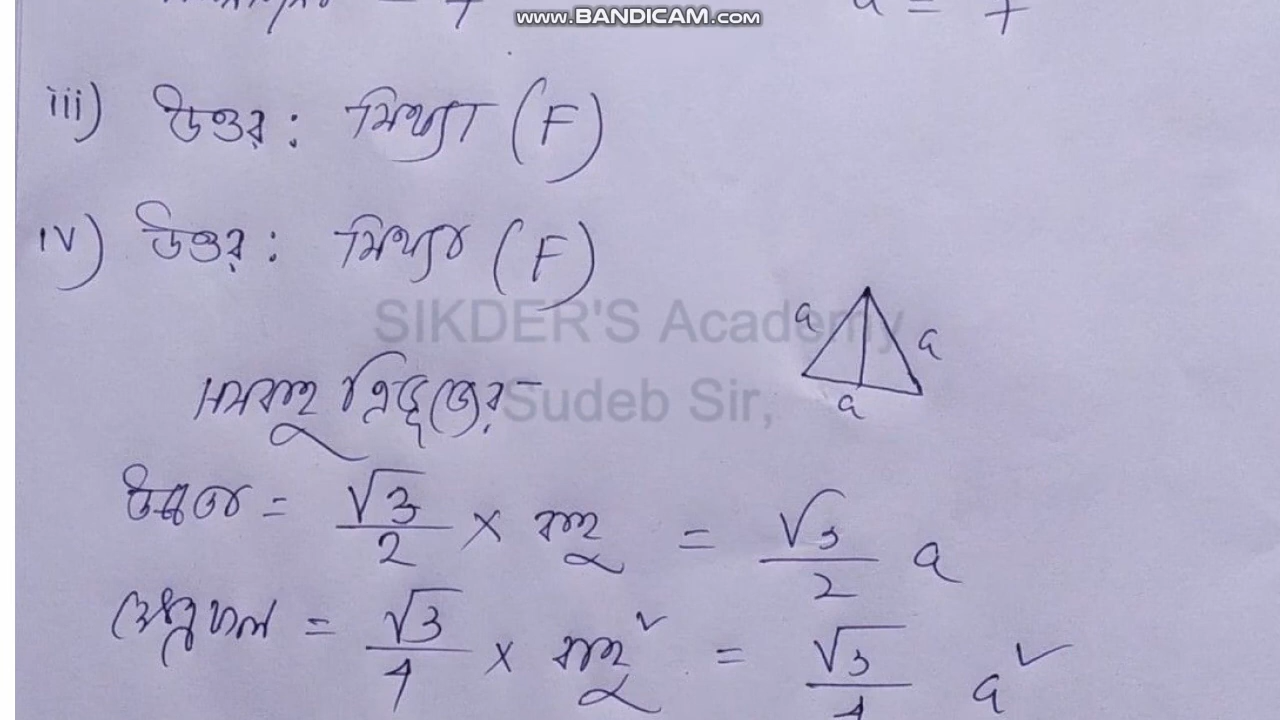 www.BANDICAM.com
a = 7
iii) উত্তর: মিথ্যা (F)
iv) উত্তর: মিথ্যা (F)
SIKDER'S Academy
Sudeb Sir,
a
a
a
সমবাহু ত্রিভুজের-
উচ্চতা = √3/2 × বাহু = √3/2 a
ক্ষেত্রফল = √3/4 × বাহু² = √3/4 a²